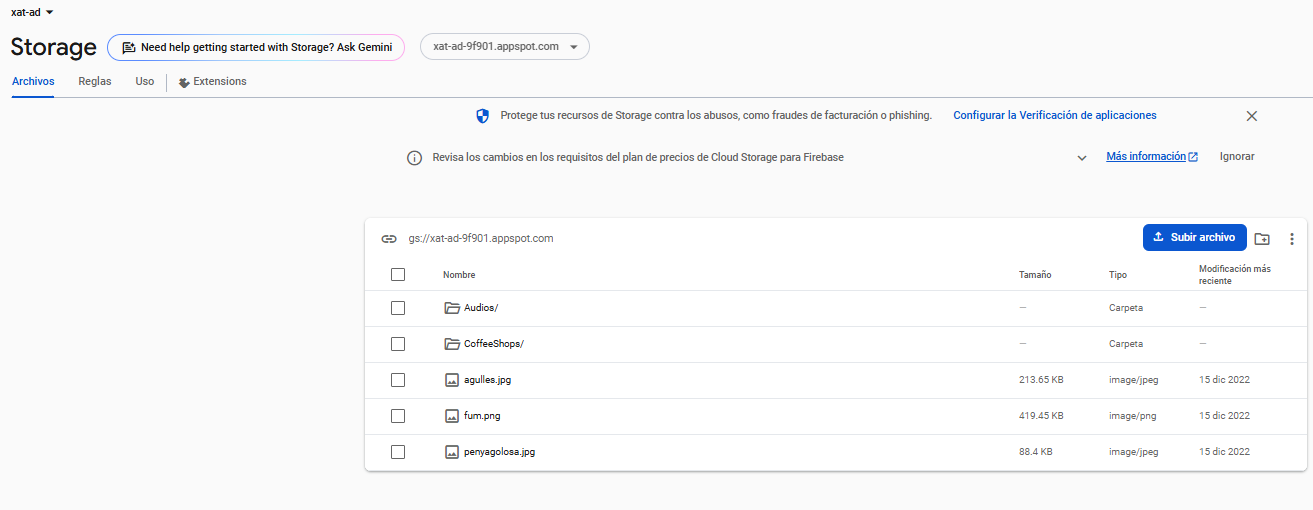 xat-ad
Storage
Need help getting started with Storage? Ask Gemini
xat-ad-9f901.appspot.com
Archivos Reglas Uso Extensions
Protege tus recursos de Storage contra los abusos, como fraudes de facturación o phishing. Configurar la Verificación de aplicaciones
Revisa los cambios en los requisitos del plan de precios de Cloud Storage para Firebase Más información Ignorar
gs://xat-ad-9f901.appspot.com Subir archivo
Nombre Tamaño Tipo Modificación más reciente
Audios/ — Carpeta —
CoffeeShops/ — Carpeta —
agulles.jpg 213.65 KB image/jpeg 15 dic 2022
fum.png 419.45 KB image/png 15 dic 2022
penyagolosa.jpg 88.4 KB image/jpeg 15 dic 2022